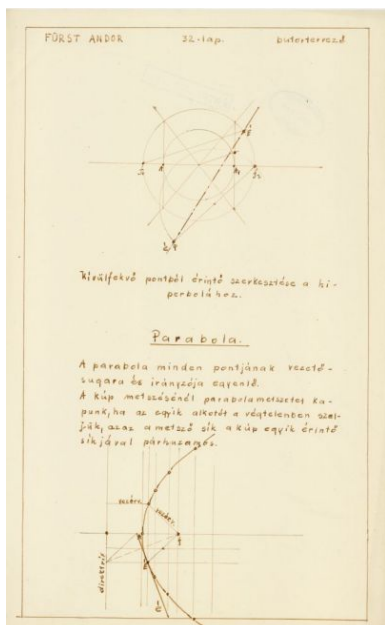 FÜRST ANDOR 32-lap. butortervező
Kívülfekvő pontból érintő szerkesztése a hi-
perbolához.
Parabola.
A parabola minden pontjának vezető-
sugara és irányzója egyenlő.
A kúp metszésénél parabolametszetet ka-
punk, ha az egyik alkotót a végtelenben szel-
jük, azaz a metsző sík a kúp egyik érintő
síkjával párhuzamos.
direktrix